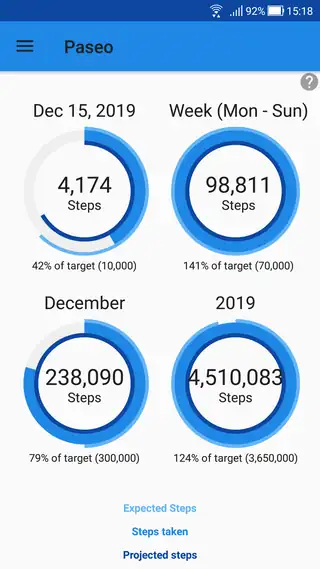 92% 15:18
Paseo
?
Dec 15, 2019
Week (Mon - Sun)
4,174
Steps
98,811
Steps
42% of target (10,000)
141% of target (70,000)
December
2019
238,090
Steps
4,510,083
Steps
79% of target (300,000)
124% of target (3,650,000)
Expected Steps
Steps taken
Projected steps